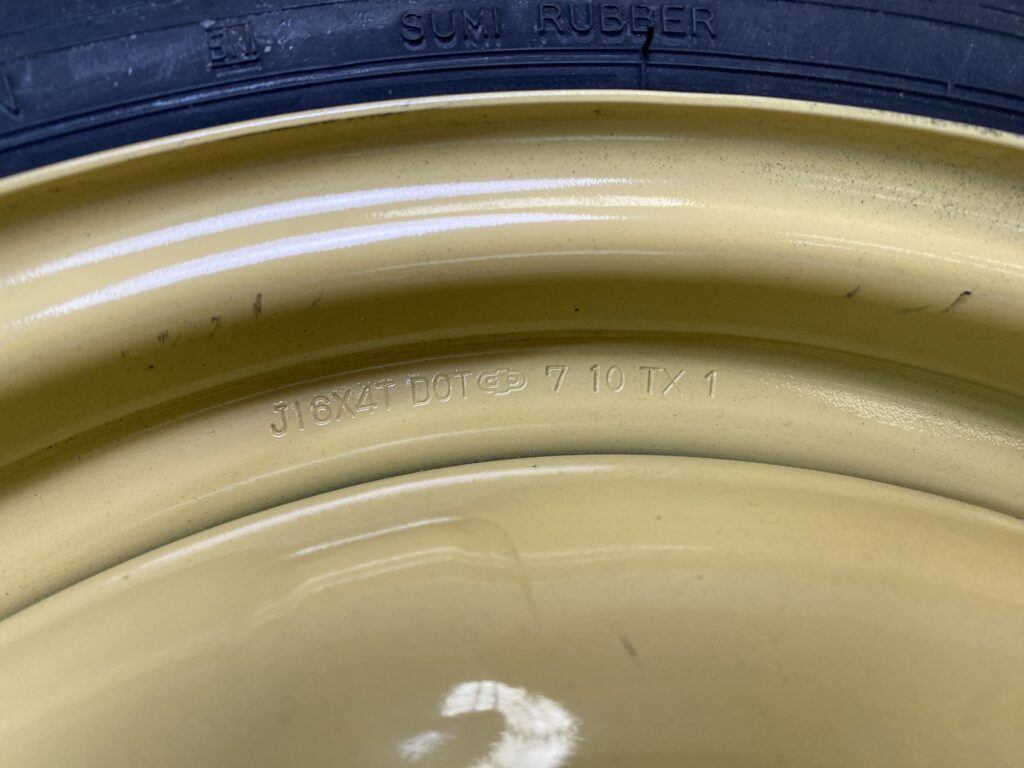 SUMI RUBBER
J16X4T DOT 7 10 TX 1